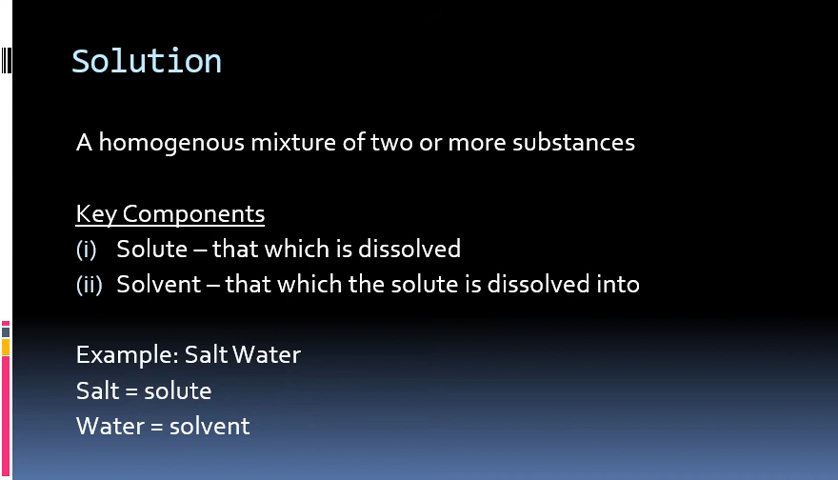 Solution
A homogenous mixture of two or more substances
Key Components
(i) Solute – that which is dissolved
(ii) Solvent – that which the solute is dissolved into
Example: Salt Water
Salt = solute
Water = solvent